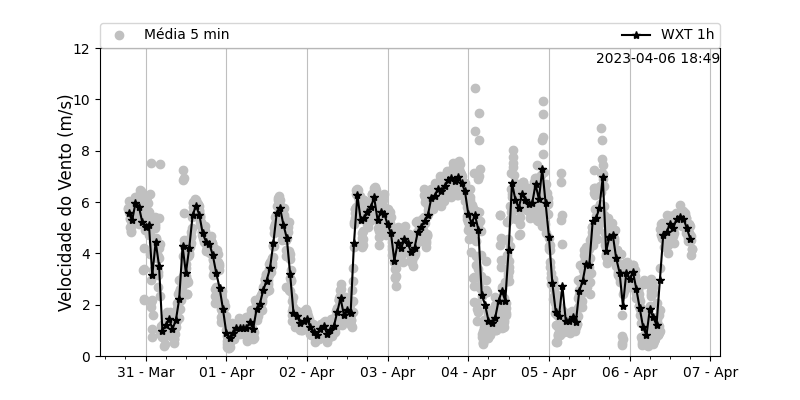 Média 5 min
WXT 1h
2023-04-06 18:49
Velocidade do Vento (m/s)
12
10
8
6
4
2
0
31 - Mar
01 - Apr
02 - Apr
03 - Apr
04 - Apr
05 - Apr
06 - Apr
07 - Apr